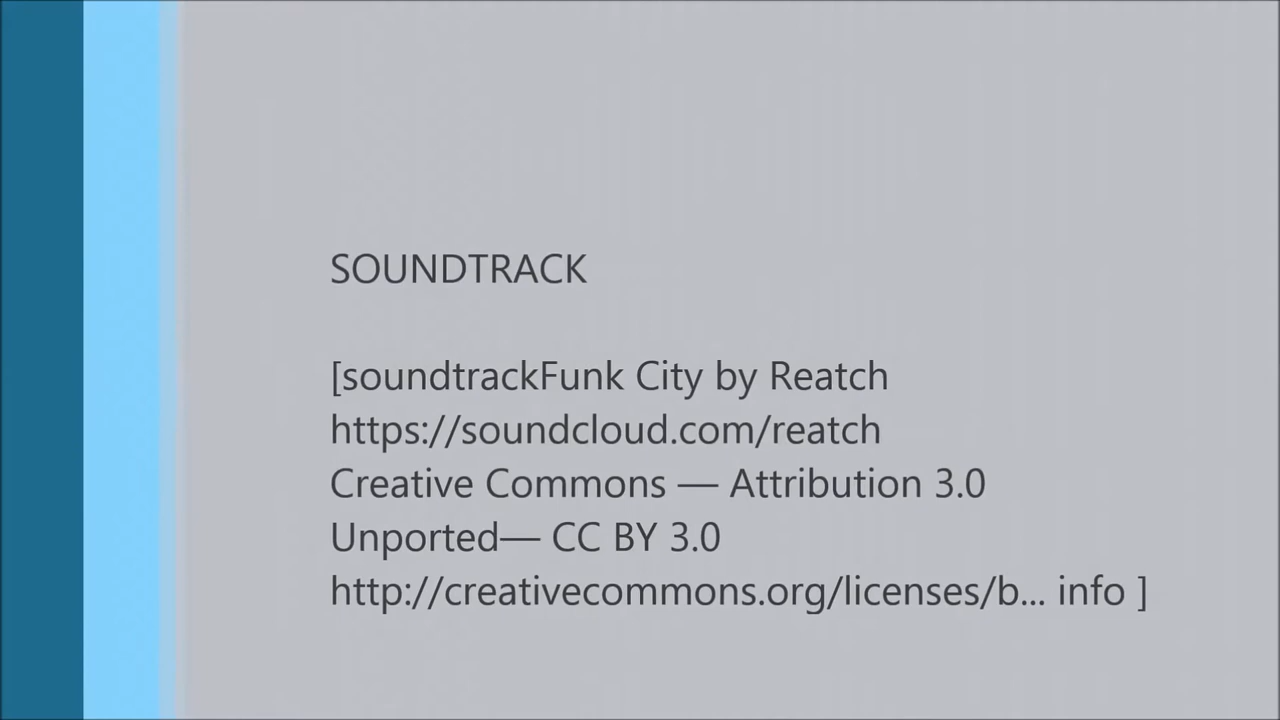 SOUNDTRACK
[soundtrackFunk City by Reatch
https://soundcloud.com/reatch
Creative Commons — Attribution 3.0
Unported— CC BY 3.0
http://creativecommons.org/licenses/b... info ]